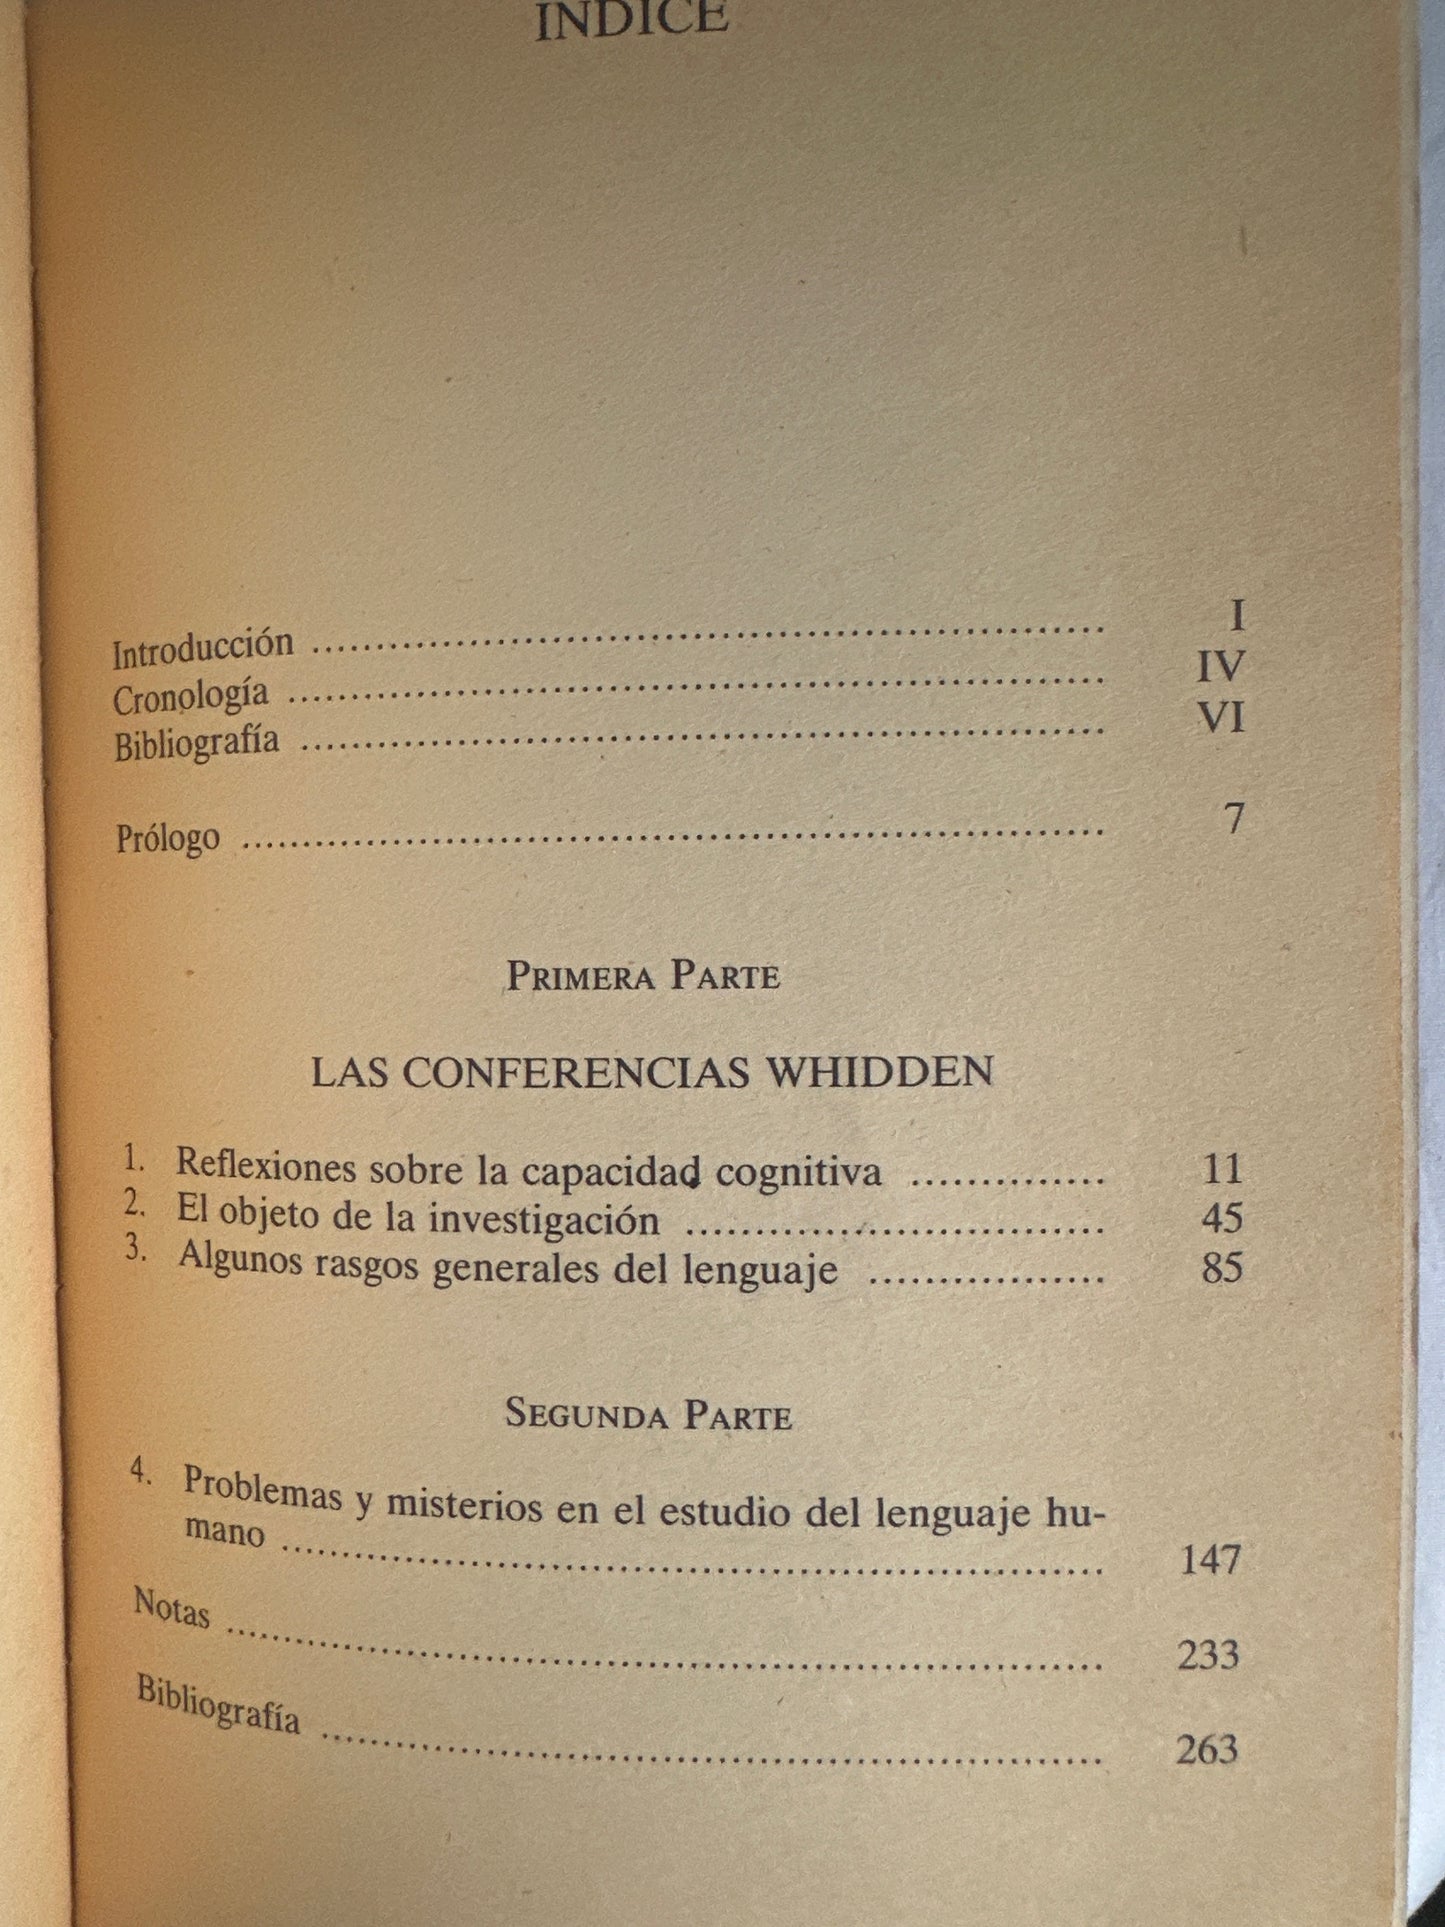 INDICE
Introducción ........ I
Cronología ........ IV
Bibliografía ........ VI
Prólogo ........ 7
PRIMERA PARTE
LAS CONFERENCIAS WHIDDEN
1. Reflexiones sobre la capacidad cognitiva ........ 11
2. El objeto de la investigación ........ 45
3. Algunos rasgos generales del lenguaje ........ 85
SEGUNDA PARTE
4. Problemas y misterios en el estudio del lenguaje hu-
mano ........ 147
Notas ........ 233
Bibliografía ........ 263